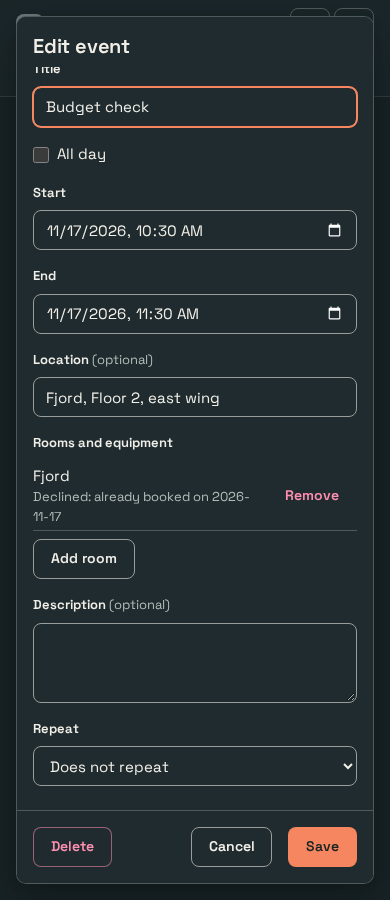 Edit event
Title
Budget check
All day
Start
11/17/2026, 10:30 AM
End
11/17/2026, 11:30 AM
Location (optional)
Fjord, Floor 2, east wing
Rooms and equipment
Fjord
Declined: already booked on 2026-
11-17
Remove
Add room
Description (optional)
Repeat
Does not repeat
Delete
Cancel
Save